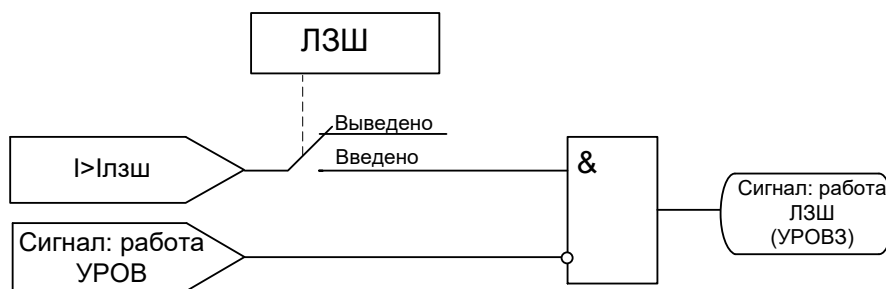 ЛЗШ
Выведено
Введено
I>Iлзш
&
Сигнал: работа
УРОВ
Сигнал: работа
ЛЗШ
(УРОВЗ)